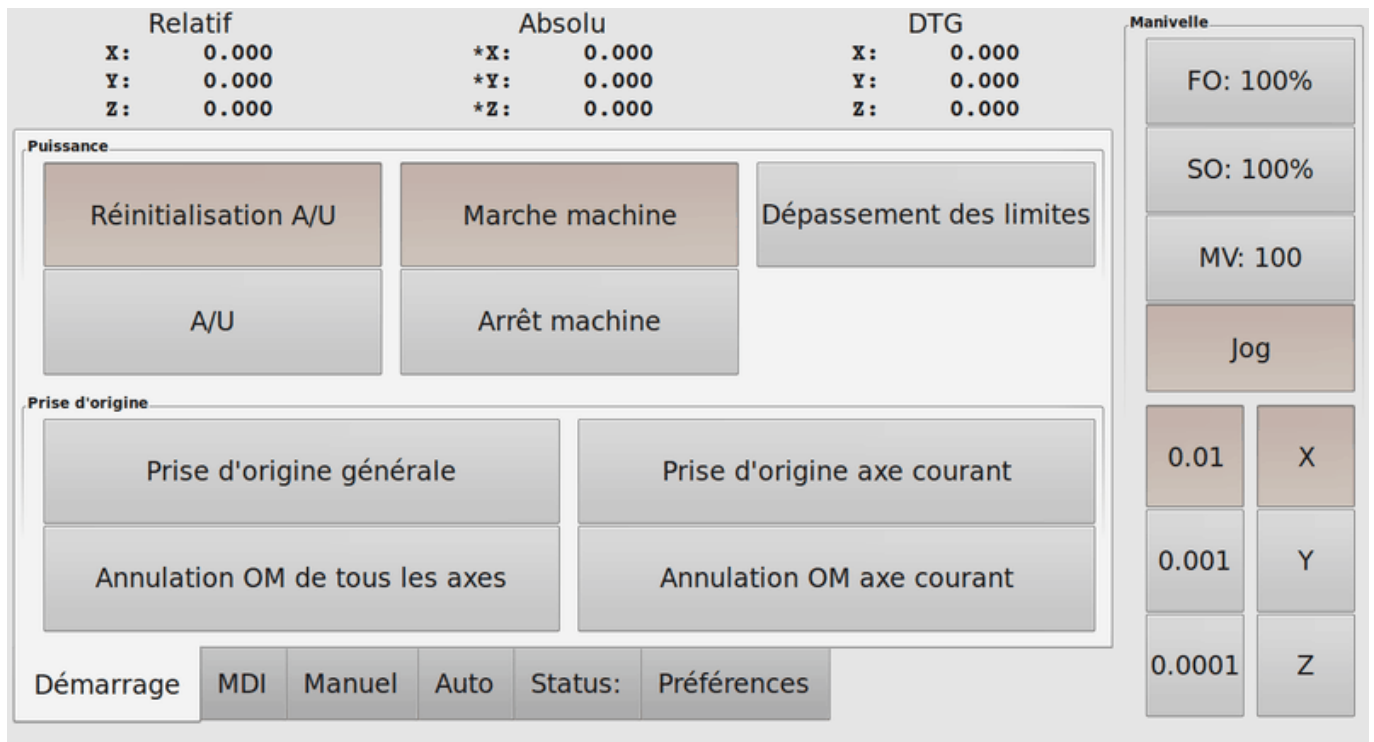 Relatif Absolu DTG
X: 0.000 *X: 0.000 X: 0.000
Y: 0.000 *Y: 0.000 Y: 0.000
Z: 0.000 *Z: 0.000 Z: 0.000
Puissance
Réinitialisation A/U Marche machine Dépassement des limites
A/U Arrêt machine
Prise d'origine
Prise d'origine générale Prise d'origine axe courant
Annulation OM de tous les axes Annulation OM axe courant
Démarrage MDI Manuel Auto Status: Préférences
Manivelle
FO: 100%
SO: 100%
MV: 100
Jog
0.01 X
0.001 Y
0.0001 Z